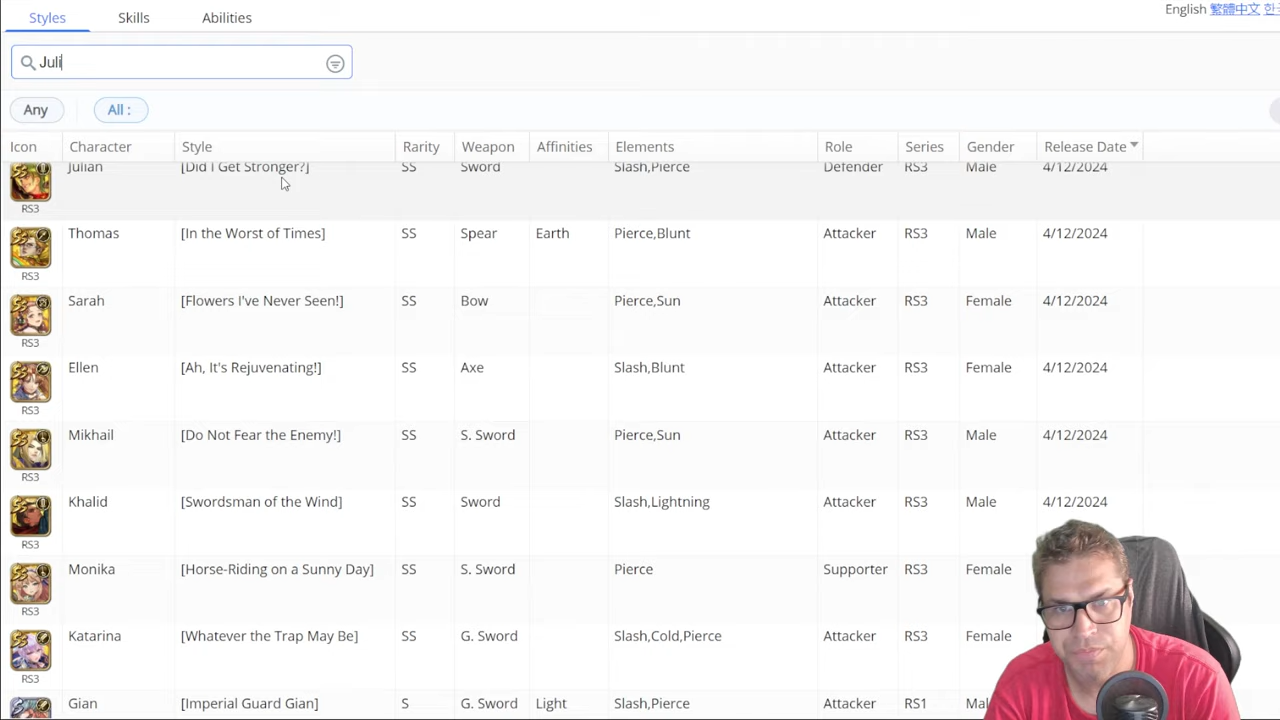 Styles Skills Abilities English 繁體中文
Juli
Any All :
Icon Character Style Rarity Weapon Affinities Elements Role Series Gender Release Date
Julian [Did I Get Stronger?] SS Sword Slash,Pierce Defender RS3 Male 4/12/2024
RS3
Thomas [In the Worst of Times] SS Spear Earth Pierce,Blunt Attacker RS3 Male 4/12/2024
RS3
Sarah [Flowers I've Never Seen!] SS Bow Pierce,Sun Attacker RS3 Female 4/12/2024
RS3
Ellen [Ah, It's Rejuvenating!] SS Axe Slash,Blunt Attacker RS3 Female 4/12/2024
RS3
Mikhail [Do Not Fear the Enemy!] SS S. Sword Pierce,Sun Attacker RS3 Male 4/12/2024
RS3
Khalid [Swordsman of the Wind] SS Sword Slash,Lightning Attacker RS3 Male 4/12/2024
RS3
Monika [Horse-Riding on a Sunny Day] SS S. Sword Pierce Supporter RS3 Female
RS3
Katarina [Whatever the Trap May Be] SS G. Sword Slash,Cold,Pierce Attacker RS3 Female
RS3
Gian [Imperial Guard Gian] S G. Sword Light Slash,Pierce Attacker RS1